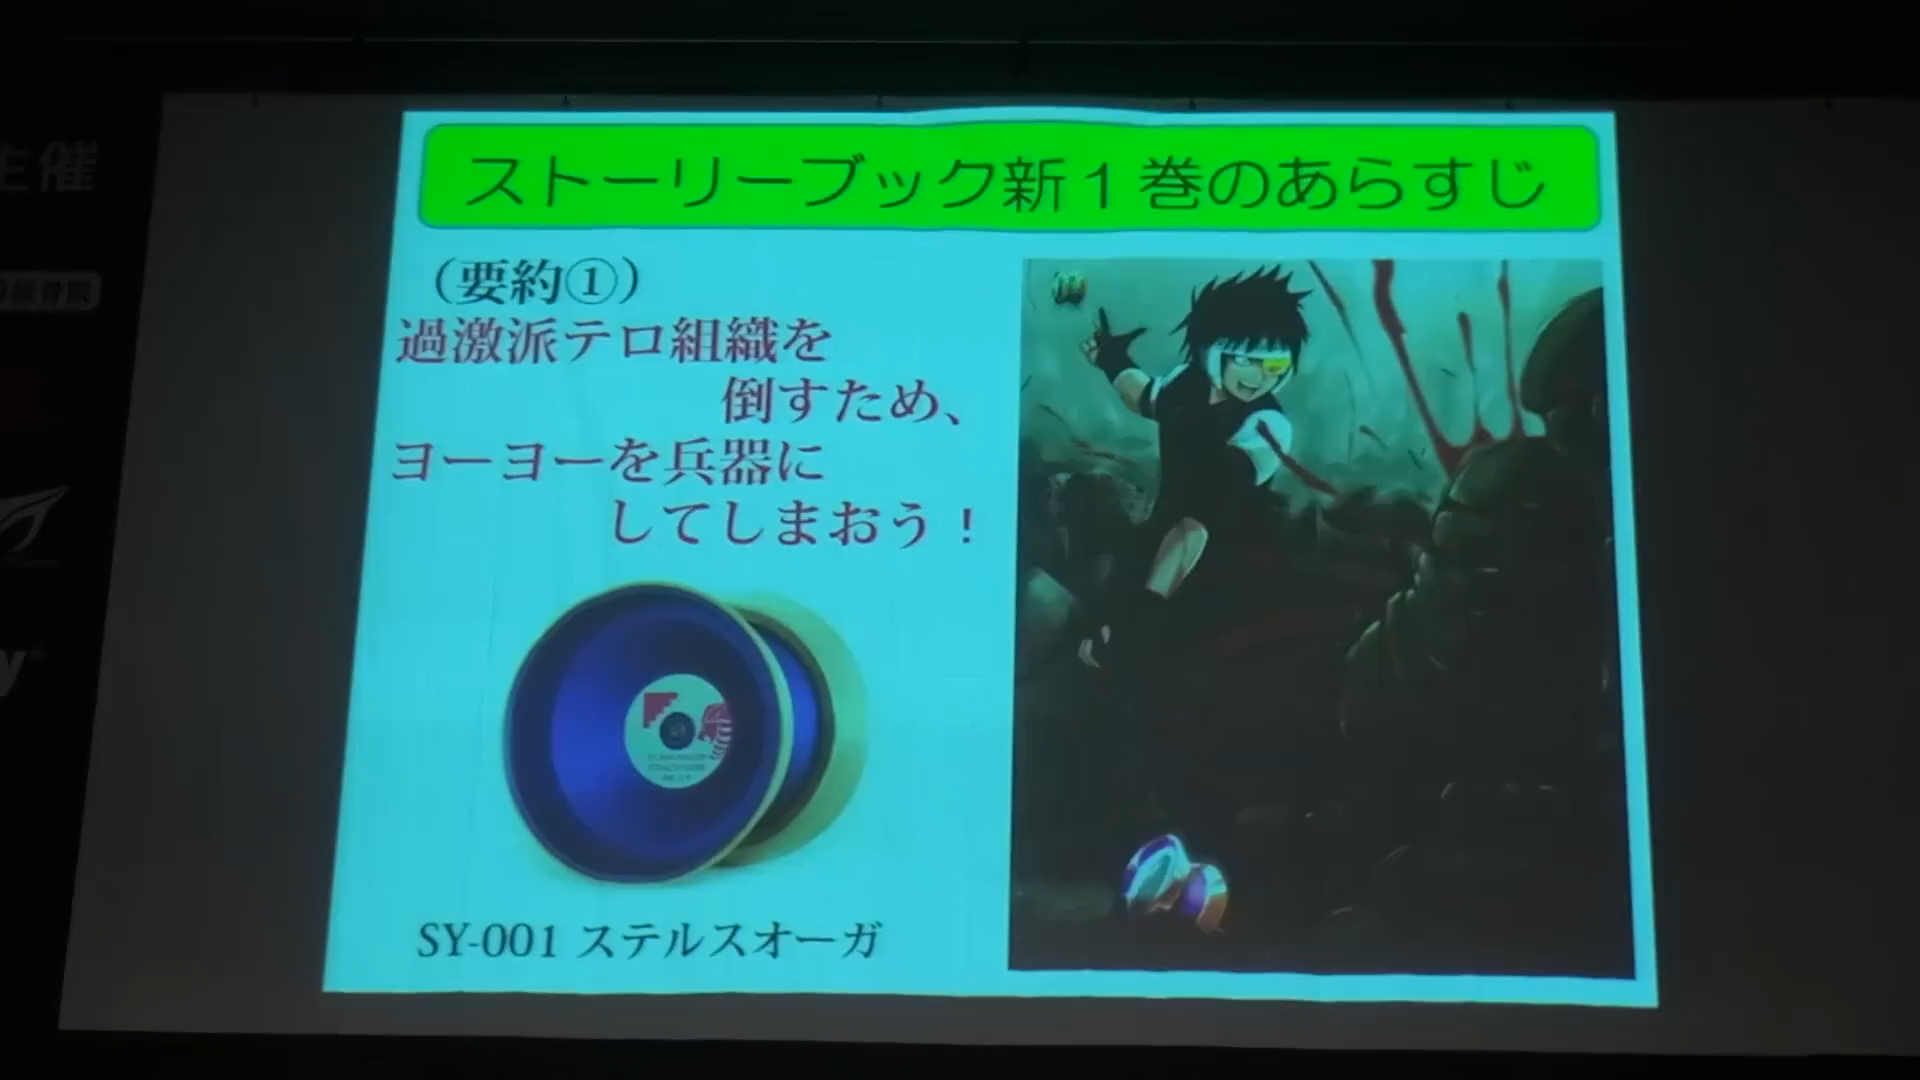 主催
ストーリーブック新１巻のあらすじ
（要約①）
過激派テロ組織を
倒すため、
ヨーヨーを兵器に
してしまおう！
SY-001 ステルスオーガ